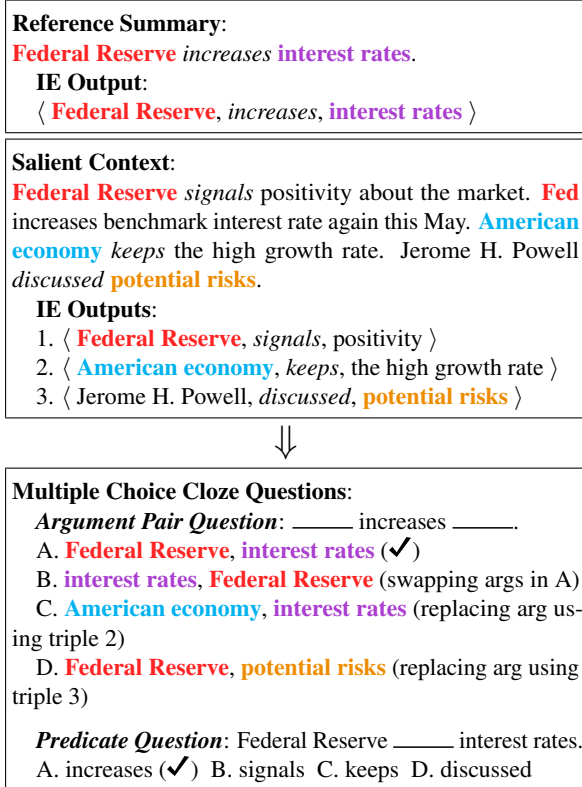 Reference Summary:
Federal Reserve increases interest rates.
IE Output:
⟨ Federal Reserve, increases, interest rates ⟩
Salient Context:
Federal Reserve signals positivity about the market. Fed
increases benchmark interest rate again this May. American
economy keeps the high growth rate. Jerome H. Powell
discussed potential risks.
IE Outputs:
1. ⟨ Federal Reserve, signals, positivity ⟩
2. ⟨ American economy, keeps, the high growth rate ⟩
3. ⟨ Jerome H. Powell, discussed, potential risks ⟩
⇓
Multiple Choice Cloze Questions:
Argument Pair Question: _____ increases _____.
A. Federal Reserve, interest rates (✔)
B. interest rates, Federal Reserve (swapping args in A)
C. American economy, interest rates (replacing arg us-
ing triple 2)
D. Federal Reserve, potential risks (replacing arg using
triple 3)
Predicate Question: Federal Reserve _____ interest rates.
A. increases (✔) B. signals C. keeps D. discussed